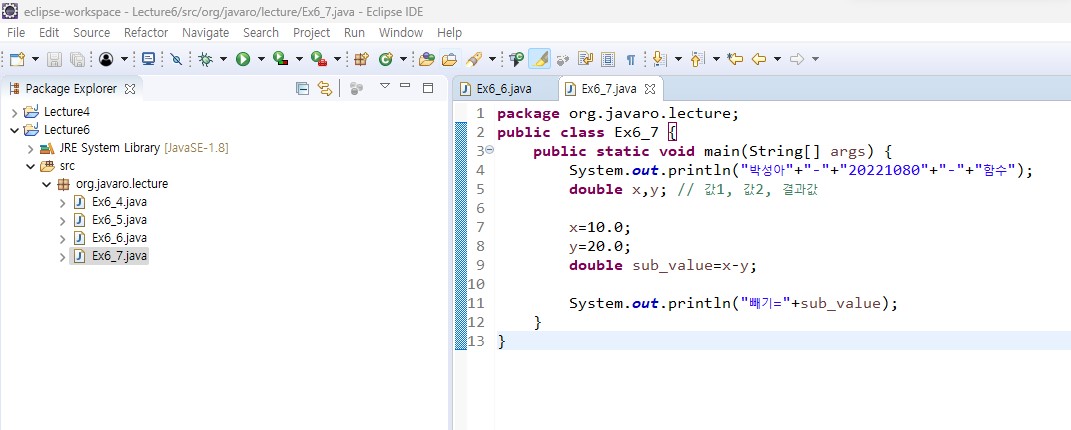 eclipse-workspace - Lecture6/src/org/javaro/lecture/Ex6_7.java - Eclipse IDE
File Edit Source Refactor Navigate Search Project Run Window Help
Package Explorer
Lecture4
Lecture6
JRE System Library [JavaSE-1.8]
src
org.javaro.lecture
Ex6_4.java
Ex6_5.java
Ex6_6.java
Ex6_7.java
Ex6_6.java Ex6_7.java
1 package org.javaro.lecture;
2 public class Ex6_7 {
3 public static void main(String[] args) {
4 System.out.println("박성아"+"-"+"20221080"+"-"+"함수");
5 double x,y; // 값1, 값2, 결과값
6
7 x=10.0;
8 y=20.0;
9 double sub_value=x-y;
10
11 System.out.println("빼기="+sub_value);
12 }
13 }